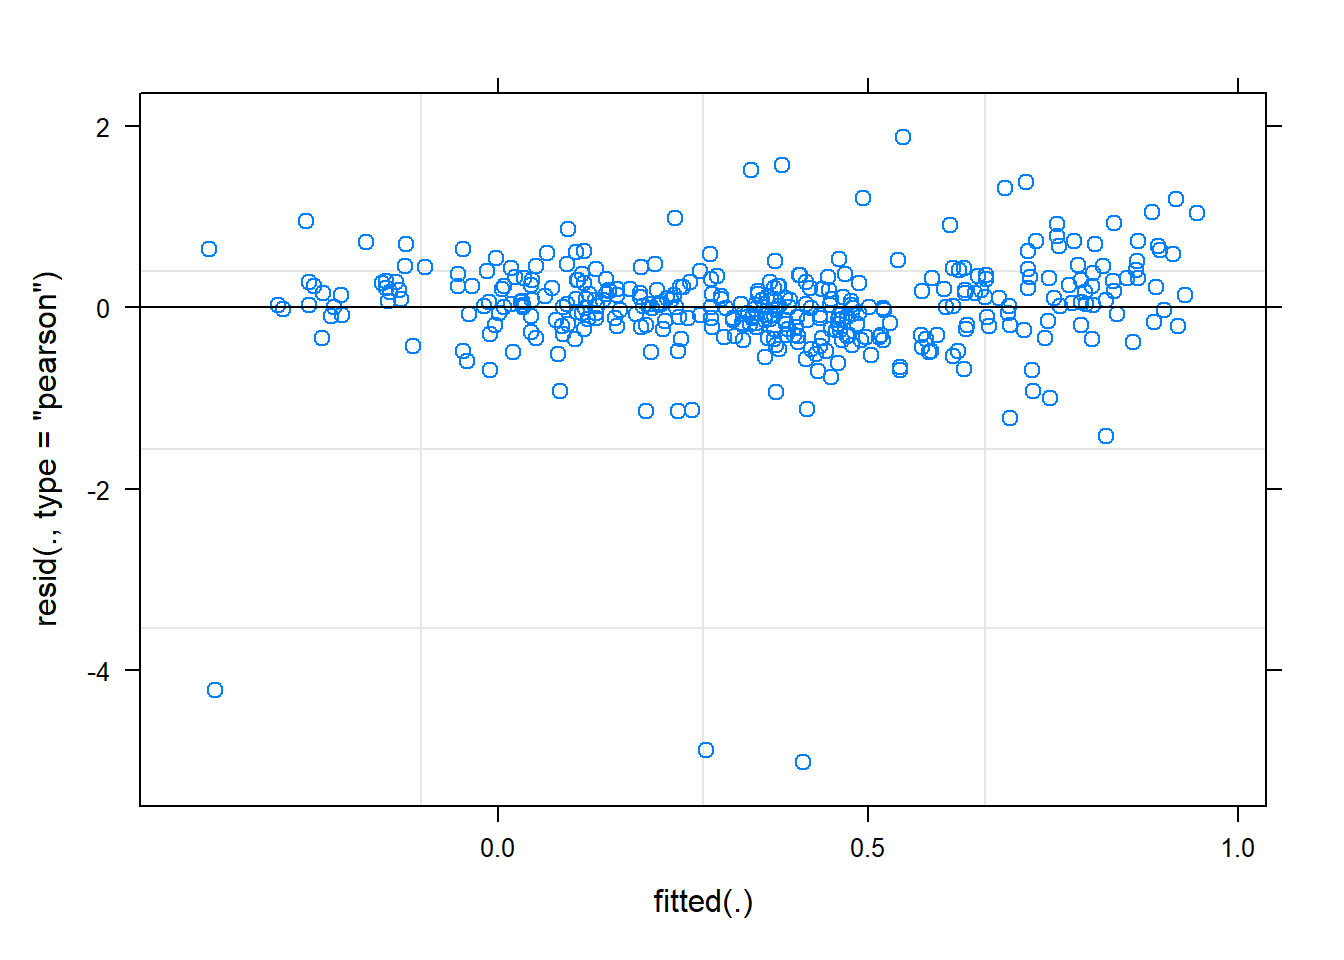 2
0
-2
-4
0.0 0.5 1.0
fitted(.)
resid(., type = "pearson")